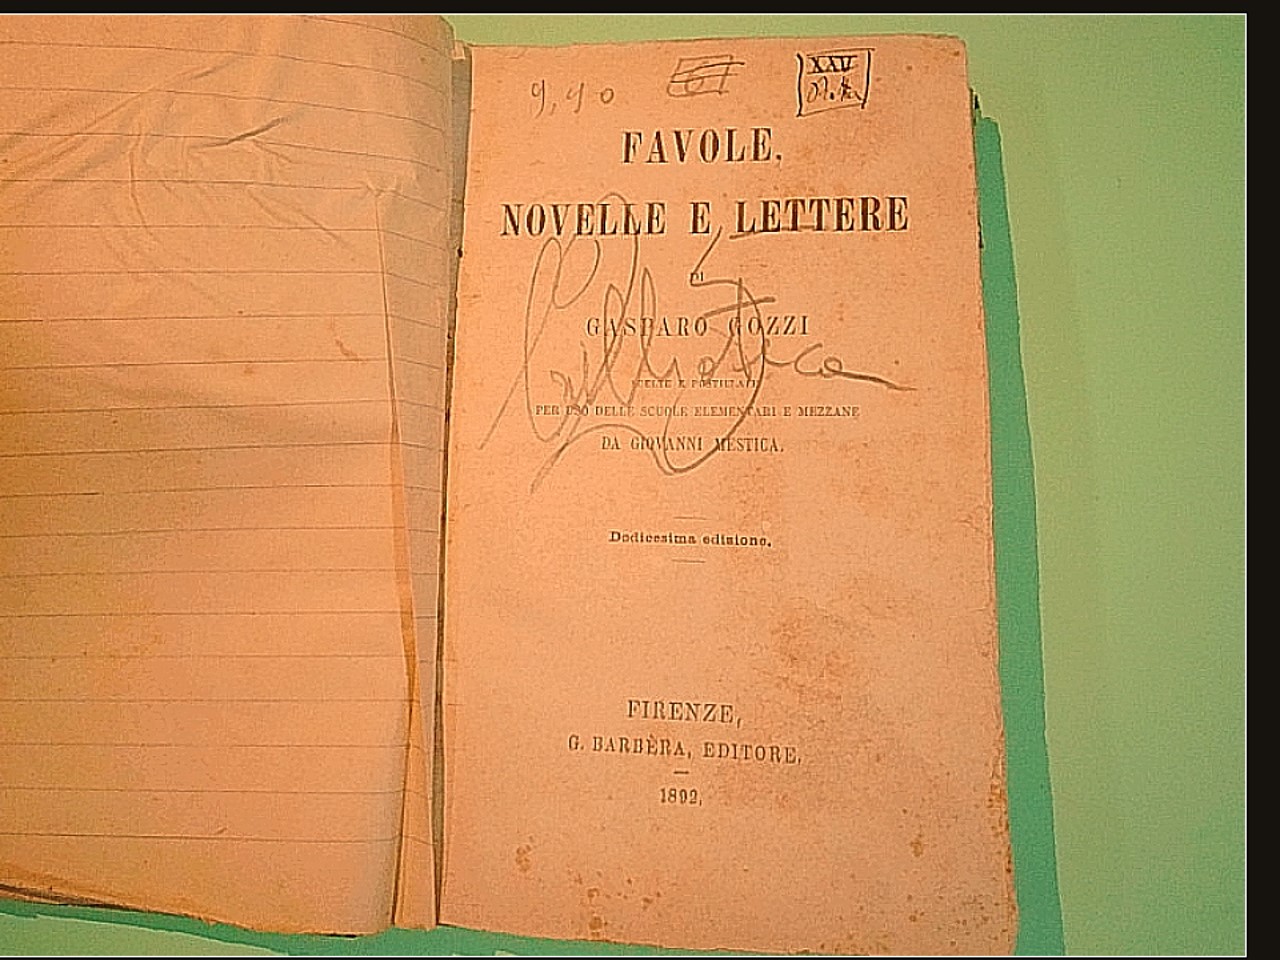 9,90
XXV
FAVOLE,
NOVELLE E LETTERE
DI
GASPARO GOZZI
SCELTE E POSTILLATE
PER USO DELLE SCUOLE ELEMENTARI E MEZZANE
DA GIOVANNI MESTICA.
Dodicesima edizione.
FIRENZE,
G. BARBÈRA, EDITORE,
1892.